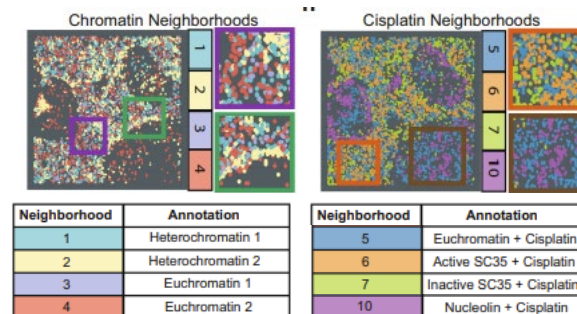 Chromatin Neighborhoods
1
2
3
4
Neighborhood Annotation
1 Heterochromatin 1
2 Heterochromatin 2
3 Euchromatin 1
4 Euchromatin 2
Cisplatin Neighborhoods
5
6
7
10
Neighborhood Annotation
5 Euchromatin + Cisplatin
6 Active SC35 + Cisplatin
7 Inactive SC35 + Cisplatin
10 Nucleolin + Cisplatin